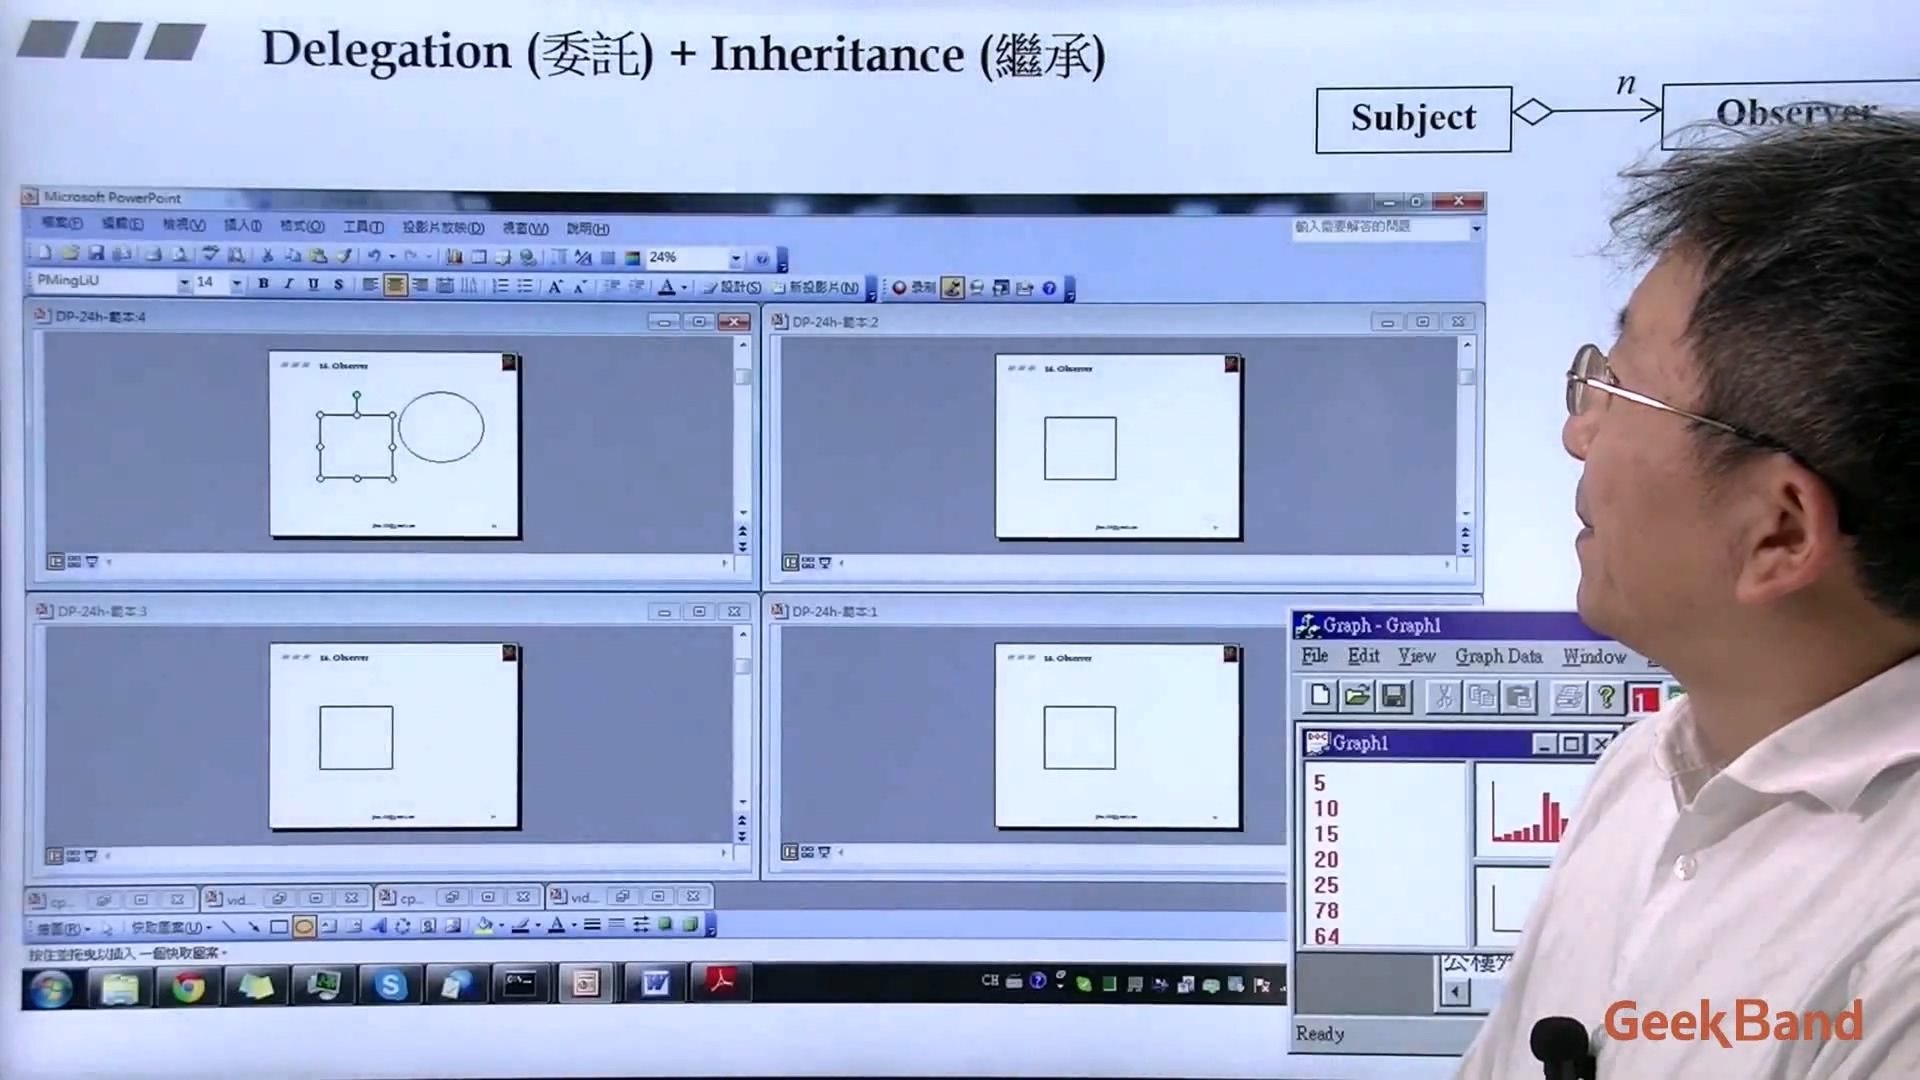 Delegation (委託) + Inheritance (繼承)
Subject
n
Observer
Microsoft PowerPoint
檔案(F) 編輯(E) 檢視(V) 插入(I) 格式(O) 工具(T) 投影片放映(D) 視窗(W) 說明(H)
輸入需要解答的問題
24%
PMingLiU 14 B I U S A A A 設計(S) 新投影片(N) 录制
DP-24h-範本:4
DP-24h-範本:2
16. Observer
16. Observer
DP-24h-範本:3
DP-24h-範本:1
16. Observer
16. Observer
Graph - Graph1
File Edit View Graph Data Window
Graph1
5
10
15
20
25
78
64
cp... vid... cp... vid...
繪圖(R) 快取圖案(U)
按住並拖曳以插入一個快取圖案。
CH
Ready
GeekBand